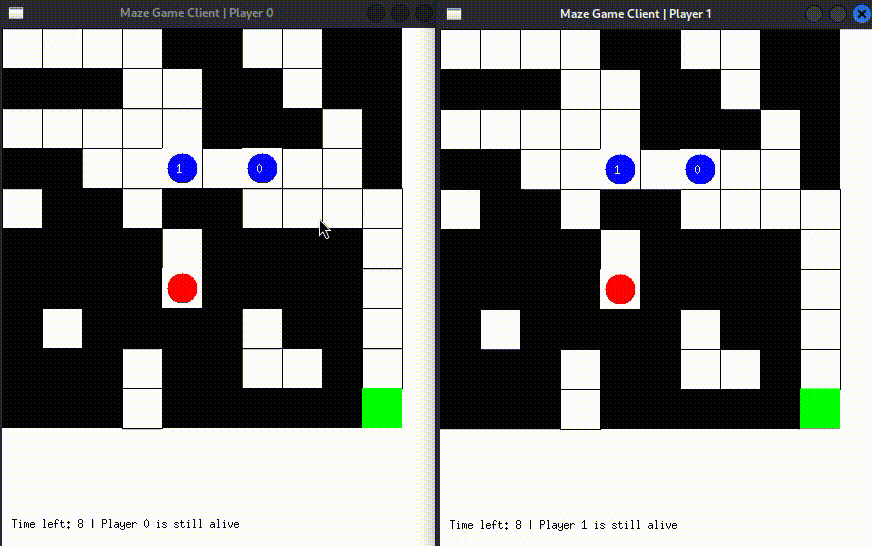 Maze Game Client | Player 0
1 0
Time left: 8 | Player 0 is still alive
Maze Game Client | Player 1
1 0
Time left: 8 | Player 1 is still alive